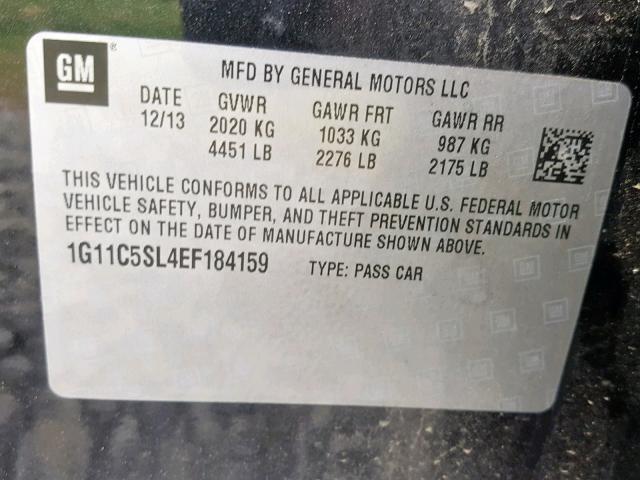 GM ®
MFD BY GENERAL MOTORS LLC
DATE GVWR GAWR FRT GAWR RR
12/13 2020 KG 1033 KG 987 KG
4451 LB 2276 LB 2175 LB
THIS VEHICLE CONFORMS TO ALL APPLICABLE U.S. FEDERAL MOTOR
VEHICLE SAFETY, BUMPER, AND THEFT PREVENTION STANDARDS IN
EFFECT ON THE DATE OF MANUFACTURE SHOWN ABOVE.
1G11C5SL4EF184159 TYPE: PASS CAR